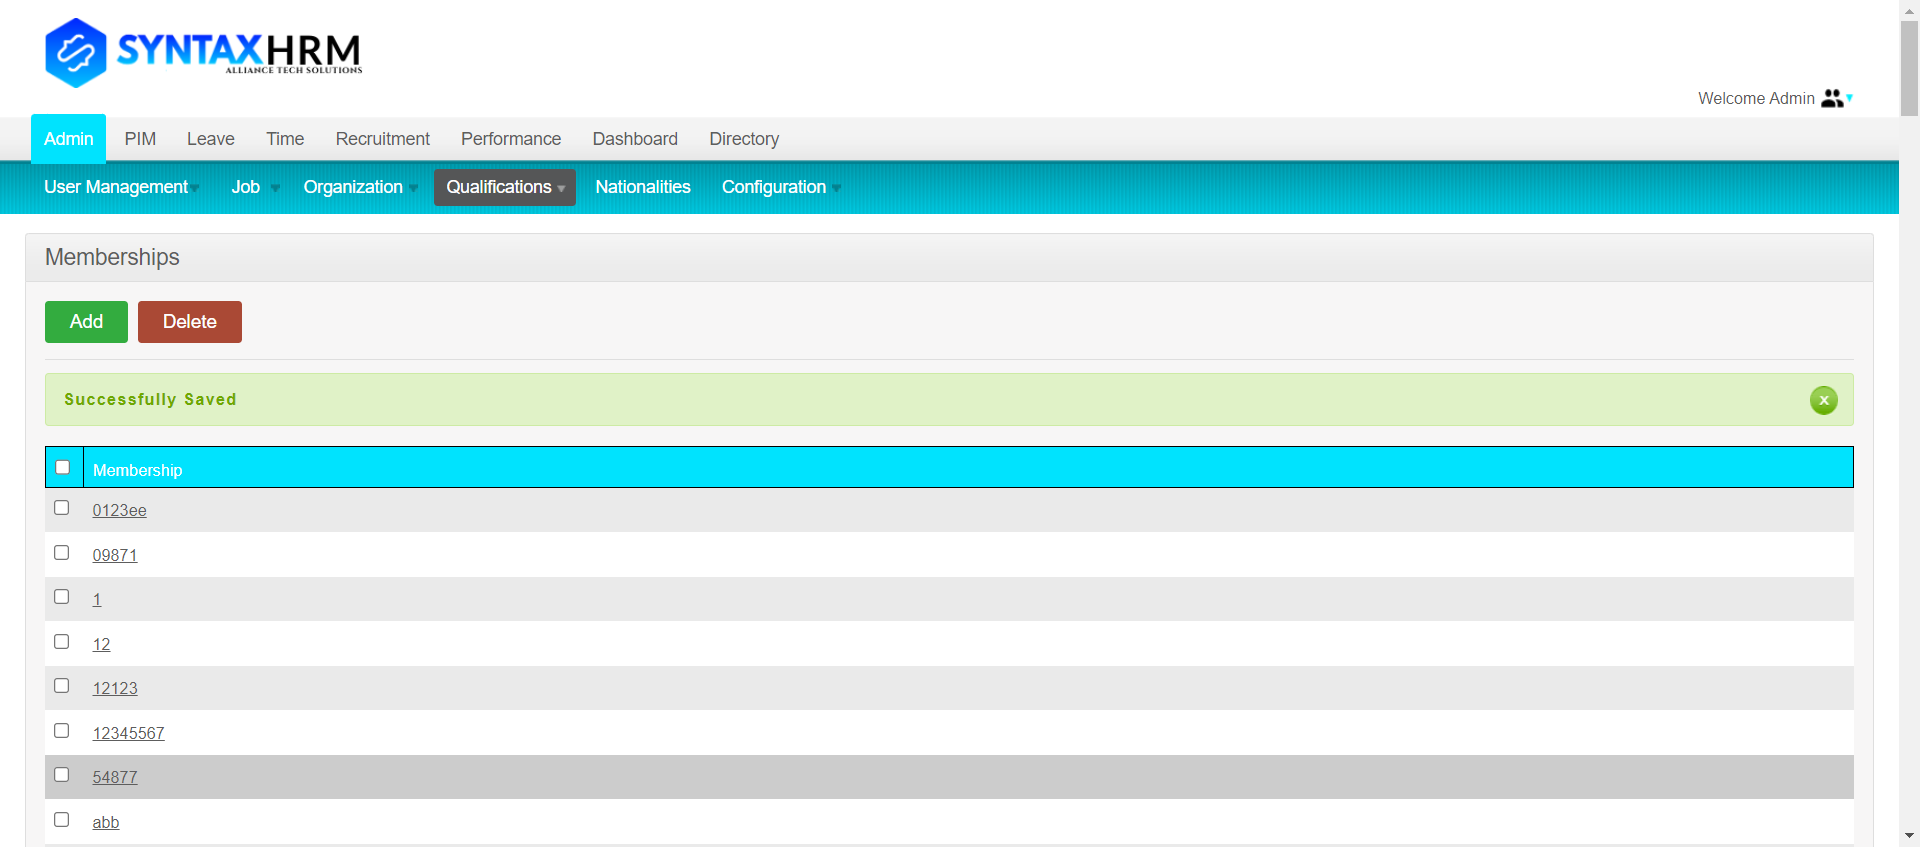 SYNTAXHRM
ALLIANCE TECH SOLUTIONS
Welcome Admin
Admin PIM Leave Time Recruitment Performance Dashboard Directory
User Management Job Organization Qualifications Nationalities Configuration
Memberships
Add Delete
Successfully Saved
x
Membership
0123ee
09871
1
12
12123
12345567
54877
abb